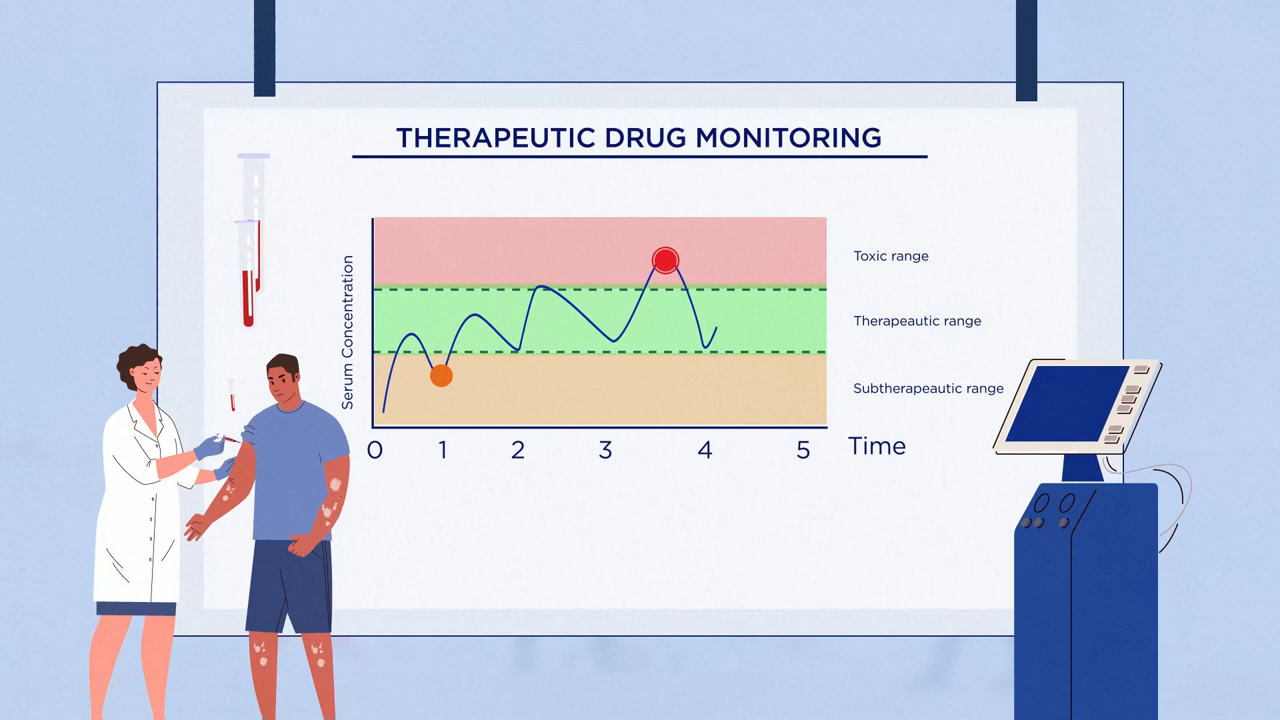 THERAPEUTIC DRUG MONITORING
Serum Concentration
Toxic range
Therapeautic range
Subtherapeautic range
0 1 2 3 4 5 Time